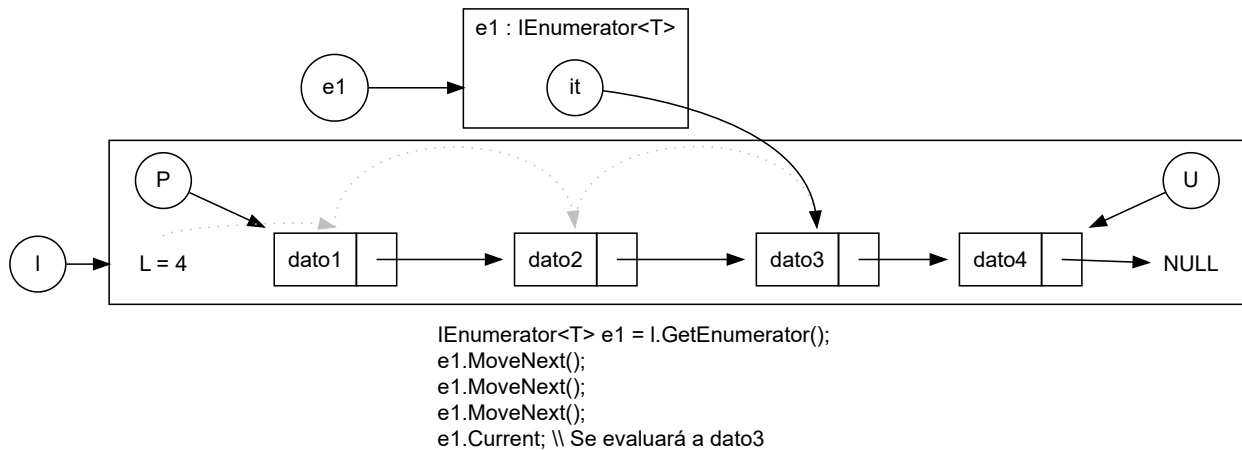 e1 : IEnumerator<T>
e1
it
P
U
l
L = 4
dato1
dato2
dato3
dato4
NULL
IEnumerator<T> e1 = l.GetEnumerator();
e1.MoveNext();
e1.MoveNext();
e1.MoveNext();
e1.Current; \\ Se evaluará a dato3